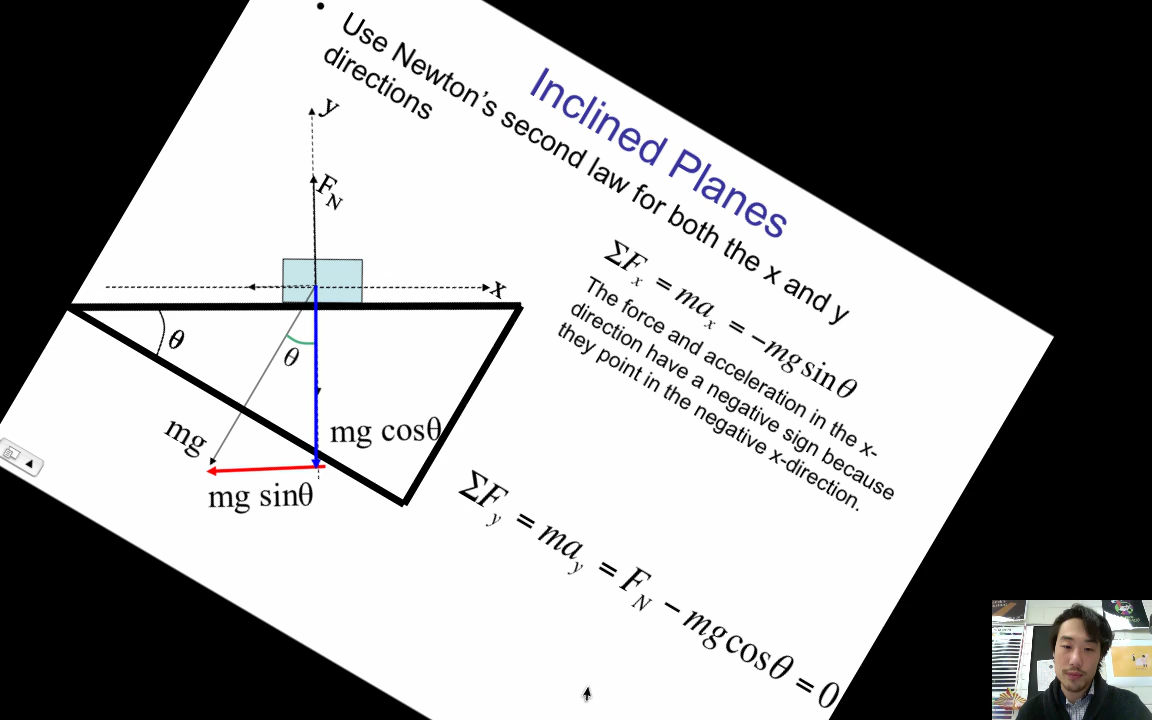 Inclined Planes
• Use Newton's second law for both the x and y
directions
y
F_N
x
θ
θ
mg
mg cosθ
mg sinθ
ΣF_x = ma_x = −mg sinθ
The force and acceleration in the x-
direction have a negative sign because
they point in the negative x-direction.
ΣF_y = ma_y = F_N − mg cosθ = 0